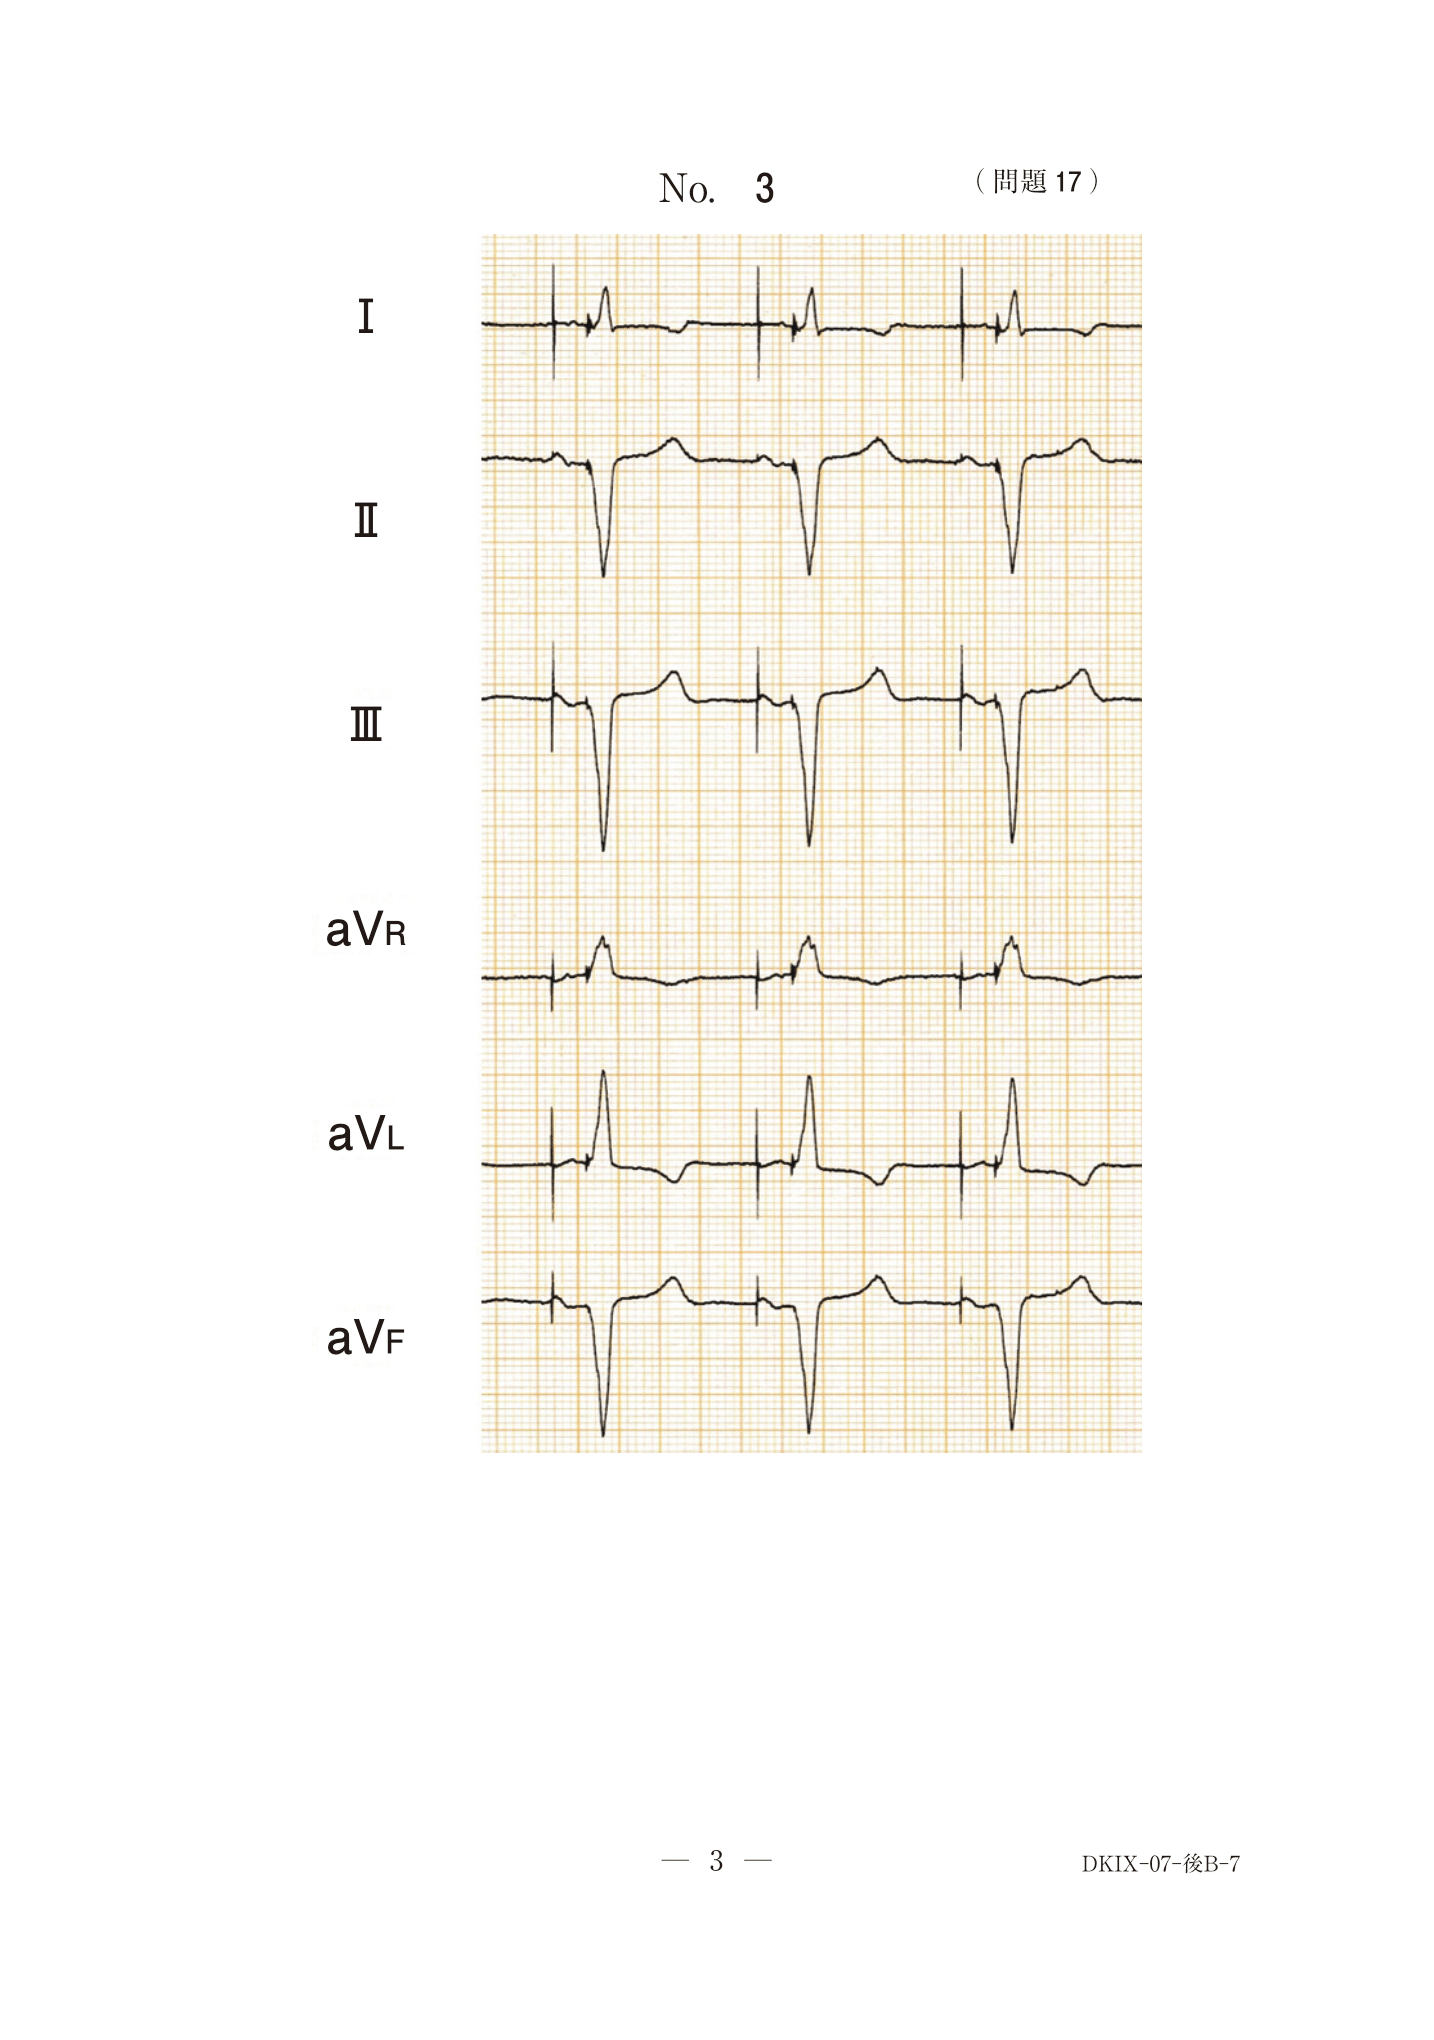 No. 3
（問題 17）
Ⅰ
Ⅱ
Ⅲ
aVR
aVL
aVF
— 3 —
DKIX-07-後B-7